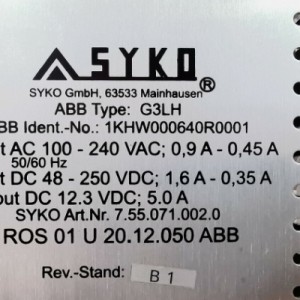 SYKO ®
SYKO GmbH, 63533 Mainhausen
ABB Type: G3LH
BB Ident.-No.: 1KHW000640R0001
t AC 100 - 240 VAC; 0,9 A - 0,45 A
50/60 Hz
ut DC 48 - 250 VDC; 1,6 A - 0,35 A
put DC 12.3 VDC; 5.0 A
SYKO Art.Nr. 7.55.071.002.0
ROS 01 U 20.12.050 ABB
Rev.-Stand: B 1